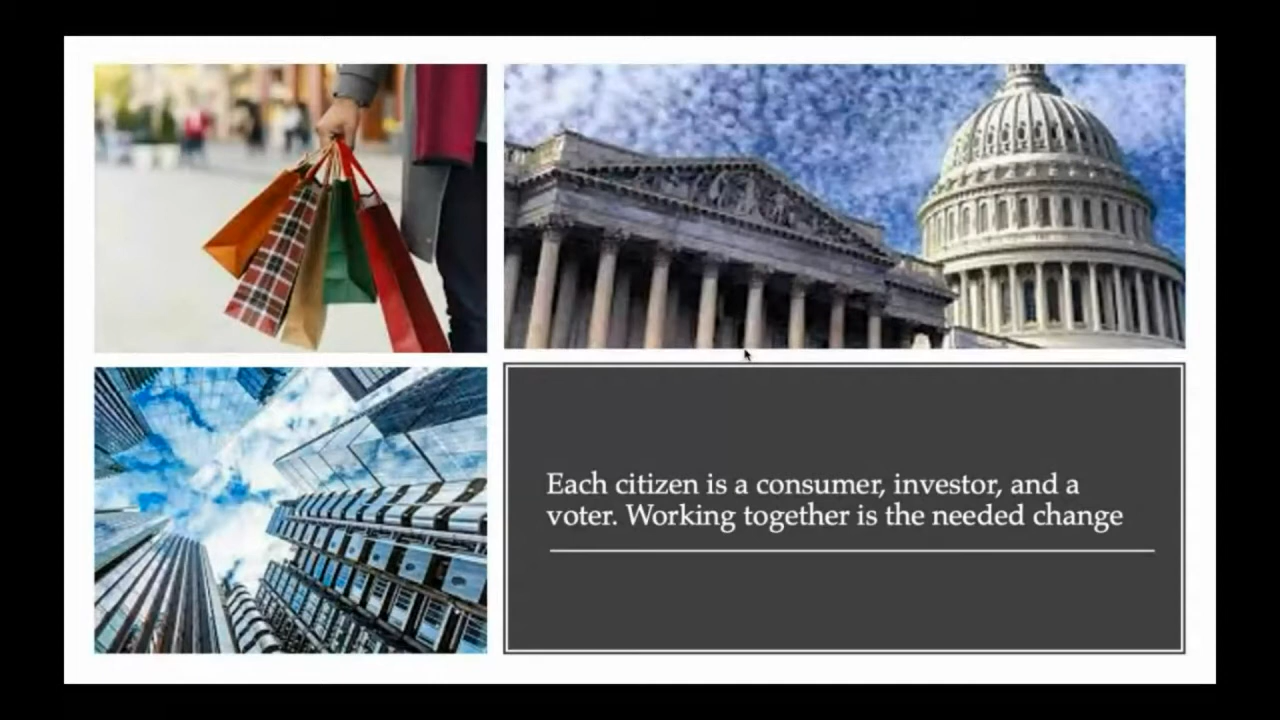 Each citizen is a consumer, investor, and a
voter. Working together is the needed change